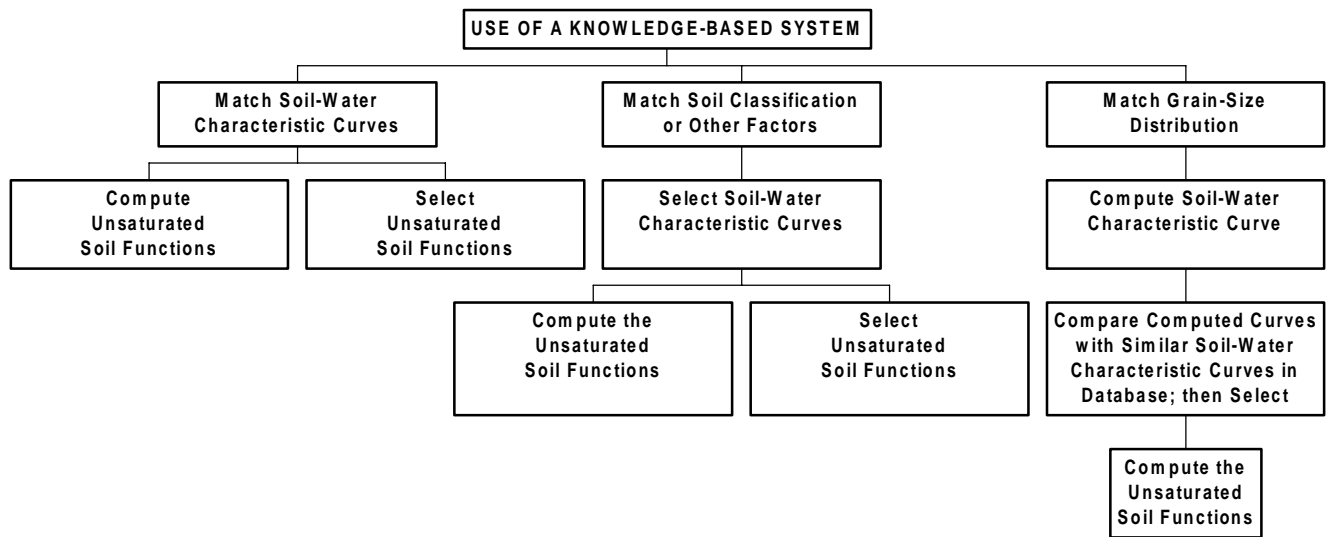 USE OF A KNOWLEDGE-BASED SYSTEM
Match Soil-Water
Characteristic Curves
Match Soil Classification
or Other Factors
Match Grain-Size
Distribution
Compute
Unsaturated
Soil Functions
Select
Unsaturated
Soil Functions
Select Soil-Water
Characteristic Curves
Compute Soil-Water
Characteristic Curve
Compute the
Unsaturated
Soil Functions
Select
Unsaturated
Soil Functions
Compare Computed Curves
with Similar Soil-Water
Characteristic Curves in
Database; then Select
Compute the
Unsaturated
Soil Functions